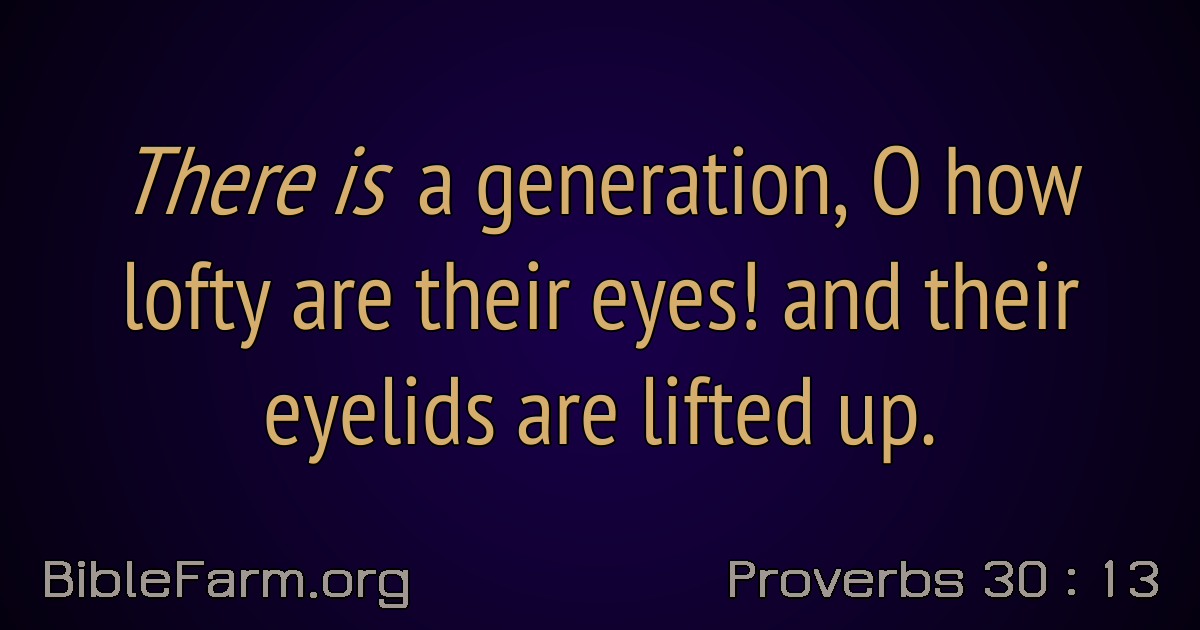 There is a generation, O how
lofty are their eyes! and their
eyelids are lifted up.
BibleFarm.org
Proverbs 30 : 13